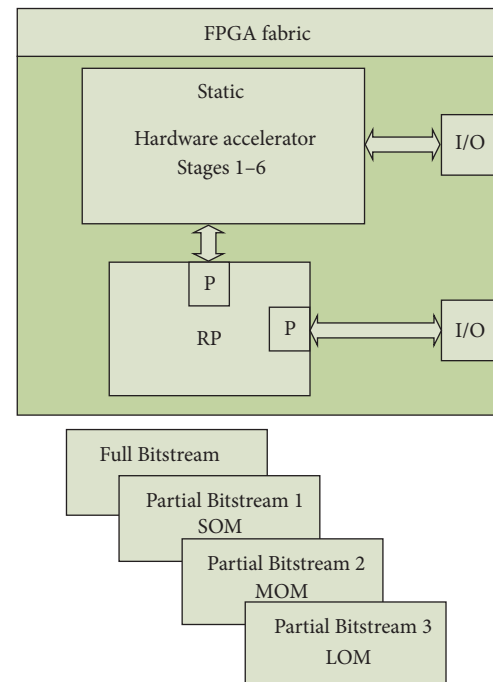 FPGA fabric
Static
Hardware accelerator
Stages 1–6
I/O
P
RP
P
I/O
Full Bitstream
Partial Bitstream 1
SOM
Partial Bitstream 2
MOM
Partial Bitstream 3
LOM